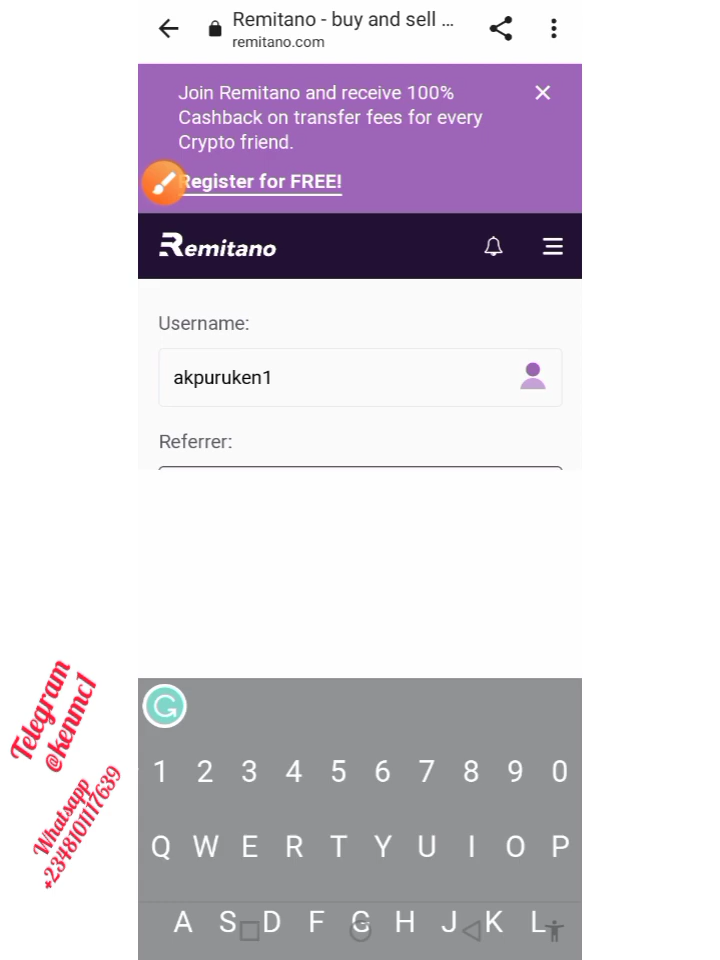 Remitano - buy and sell ...
remitano.com
Join Remitano and receive 100%
Cashback on transfer fees for every
Crypto friend.
Register for FREE!
Remitano
Username:
akpuruken1
Referrer:
Telegram
@kenmc1
Whatsapp
+2348101117639
1 2 3 4 5 6 7 8 9 0
Q W E R T Y U I O P
A S D F G H J K L